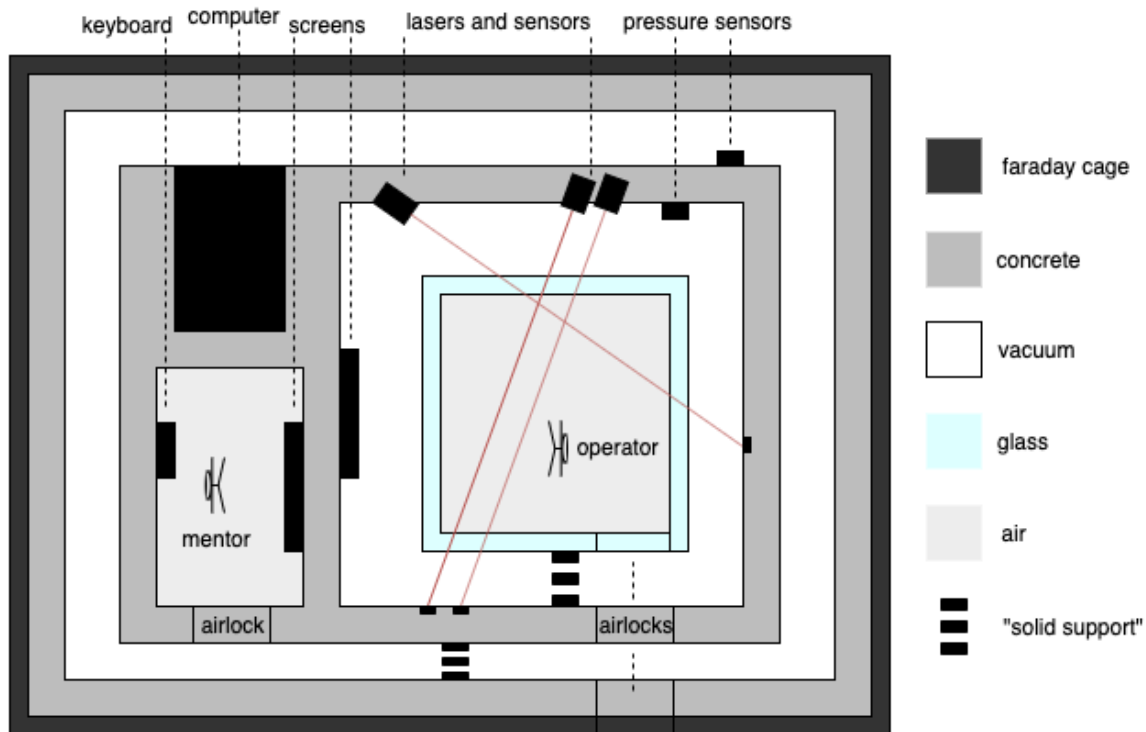 keyboard
computer
screens
lasers and sensors
pressure sensors
faraday cage
concrete
vacuum
glass
operator
mentor
air
airlock
airlocks
"solid support"